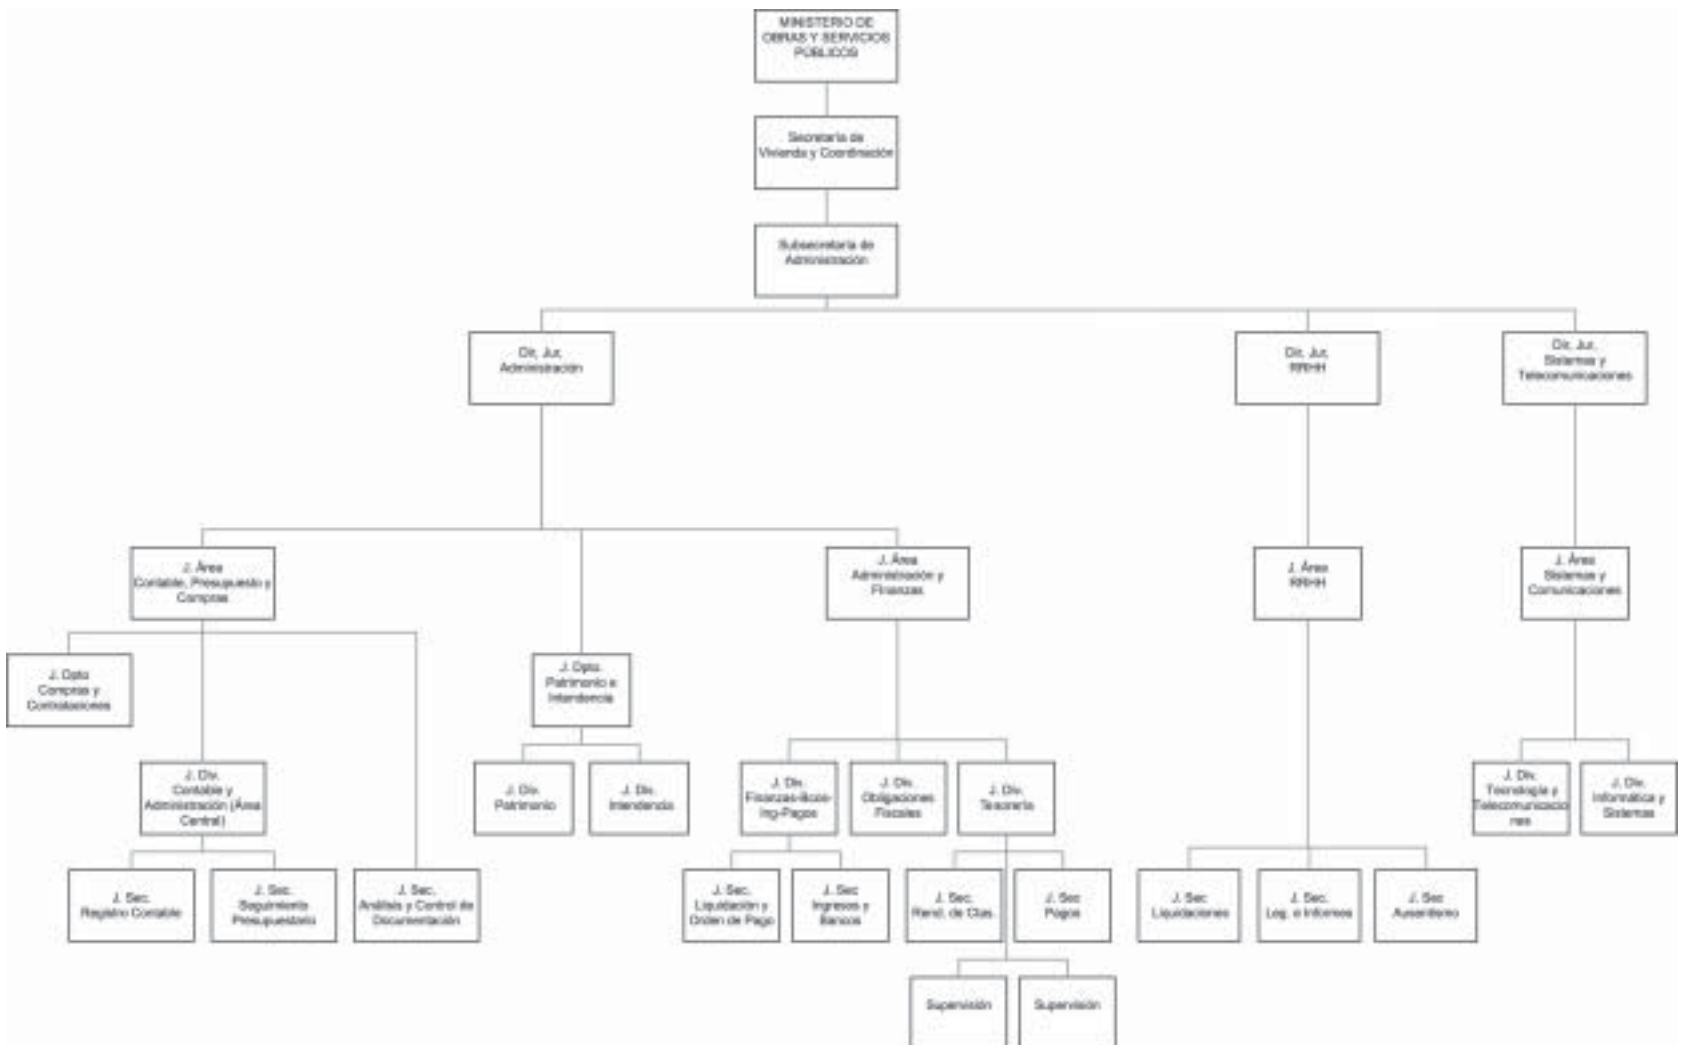 MINISTERIO DE
OBRAS Y SERVICIOS
PÚBLICOS
Secretaría de
Vivienda y Coordinación
Subsecretaría de
Administración
Dir. Jur.
Administración
Dir. Jur.
RRHH
Dir. Jur.
Sistemas y
Telecomunicaciones
J. Área
Contable, Presupuesto y
Compras
J. Área
Administración y
Finanzas
J. Área
RRHH
J. Área
Sistemas y
Comunicaciones
J. Dpto
Compras y
Contrataciones
J. Dpto.
Patrimonio e
Intendencia
J. Div.
Contable y
Administración (Área
Central)
J. Div.
Patrimonio
J. Div.
Intendencia
J. Div.
Finanzas-Bcos-
Ing-Pagos
J. Div.
Obligaciones
Fiscales
J. Div.
Tesorería
J. Div.
Tecnología y
Telecomunicacio
nes
J. Div.
Informática y
Sistemas
J. Sec.
Registro Contable
J. Sec.
Seguimiento
Presupuestario
J. Sec.
Análisis y Control de
Documentación
J. Sec.
Liquidación y
Orden de Pago
J. Sec
Ingresos y
Bancos
J. Sec.
Rend. de Ctas.
J. Sec
Pagos
J. Sec
Liquidaciones
J. Sec.
Leg. e Informes
J. Sec
Ausentismo
Supervisión
Supervisión